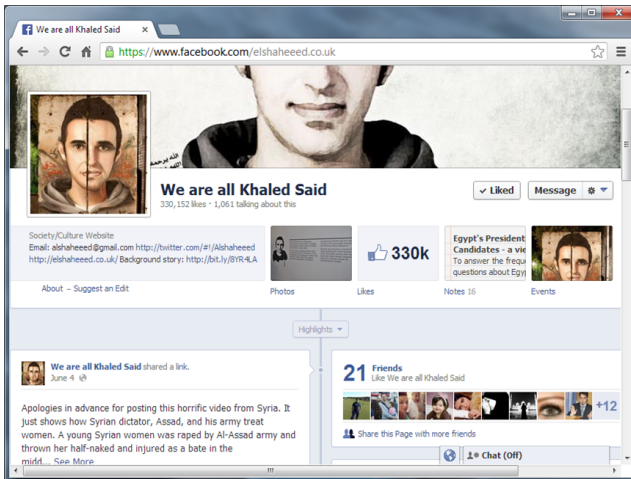 We are all Khaled Said
https://www.facebook.com/elshaheeed.co.uk
الله يرحمه
We are all Khaled Said
330,152 likes · 1,061 talking about this
✓ Liked
Message
Society/Culture Website
Email: alshaheeed@gmail.com http://twitter.com/#!/Alshaheeed
http://elshaheeed.co.uk/ Background story: http://bit.ly/8YR4LA
About – Suggest an Edit
Photos
330k
Likes
Egypt's President
Candidates - a vie
To answer the freque
questions about Egyp
Notes 16
Events
Highlights
We are all Khaled Said shared a link.
June 4
Apologies in advance for posting this horrific video from Syria. It
just shows how Syrian dictator, Assad, and his army treat
women. A young Syrian women was raped by Al-Assad army and
thrown her half-naked and injured as a bate in the
midd... See More
21 Friends
Like We are all Khaled Said
+12
Share this Page with more friends
Chat (Off)